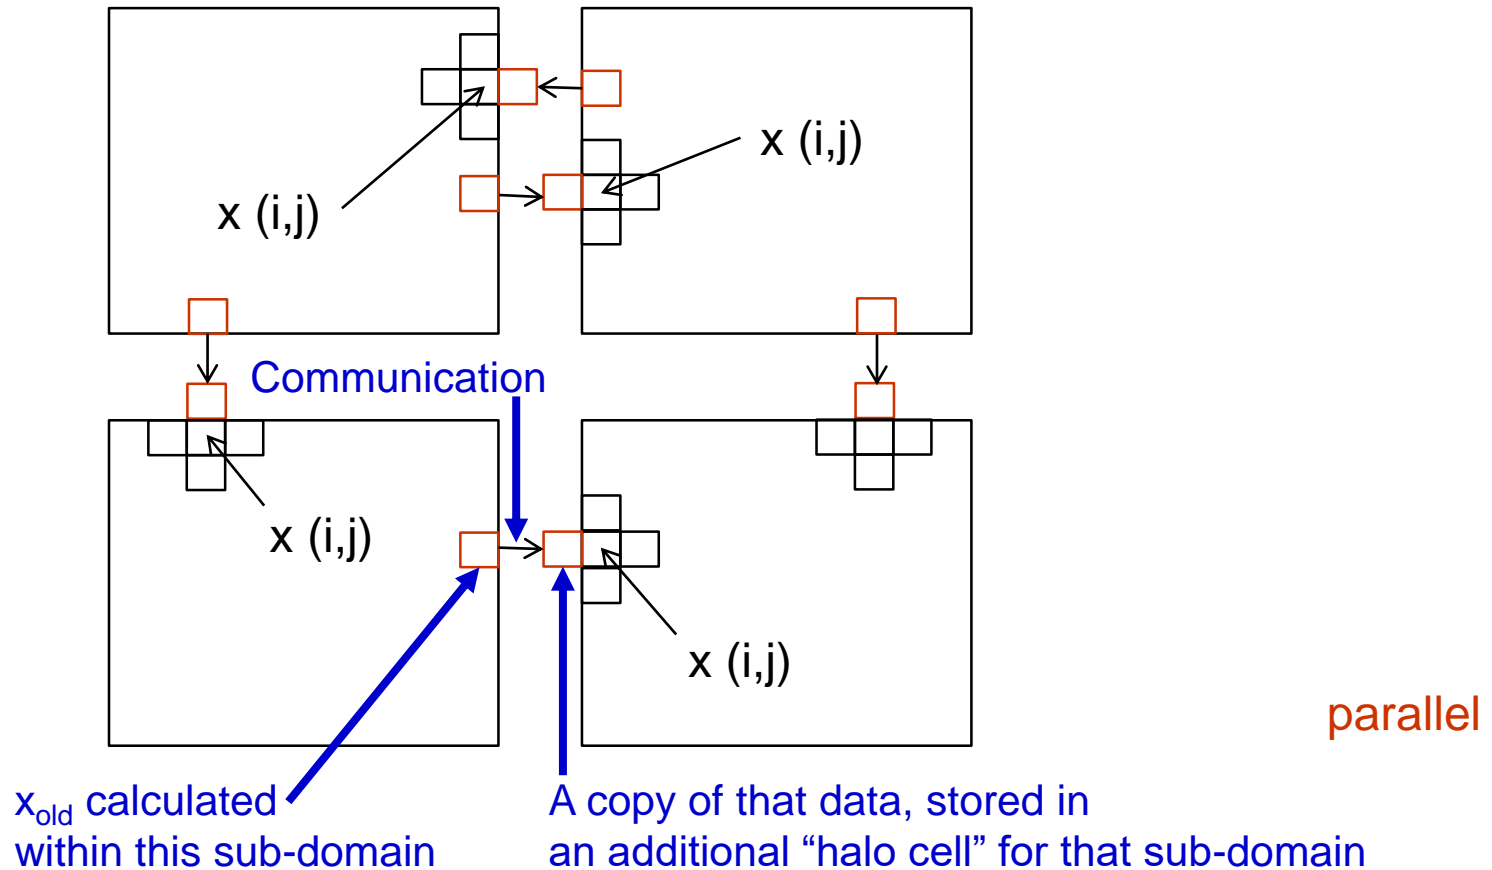 x (i,j)
x (i,j)
Communication
x (i,j)
x (i,j)
parallel
xold calculated
within this sub-domain
A copy of that data, stored in
an additional “halo cell” for that sub-domain